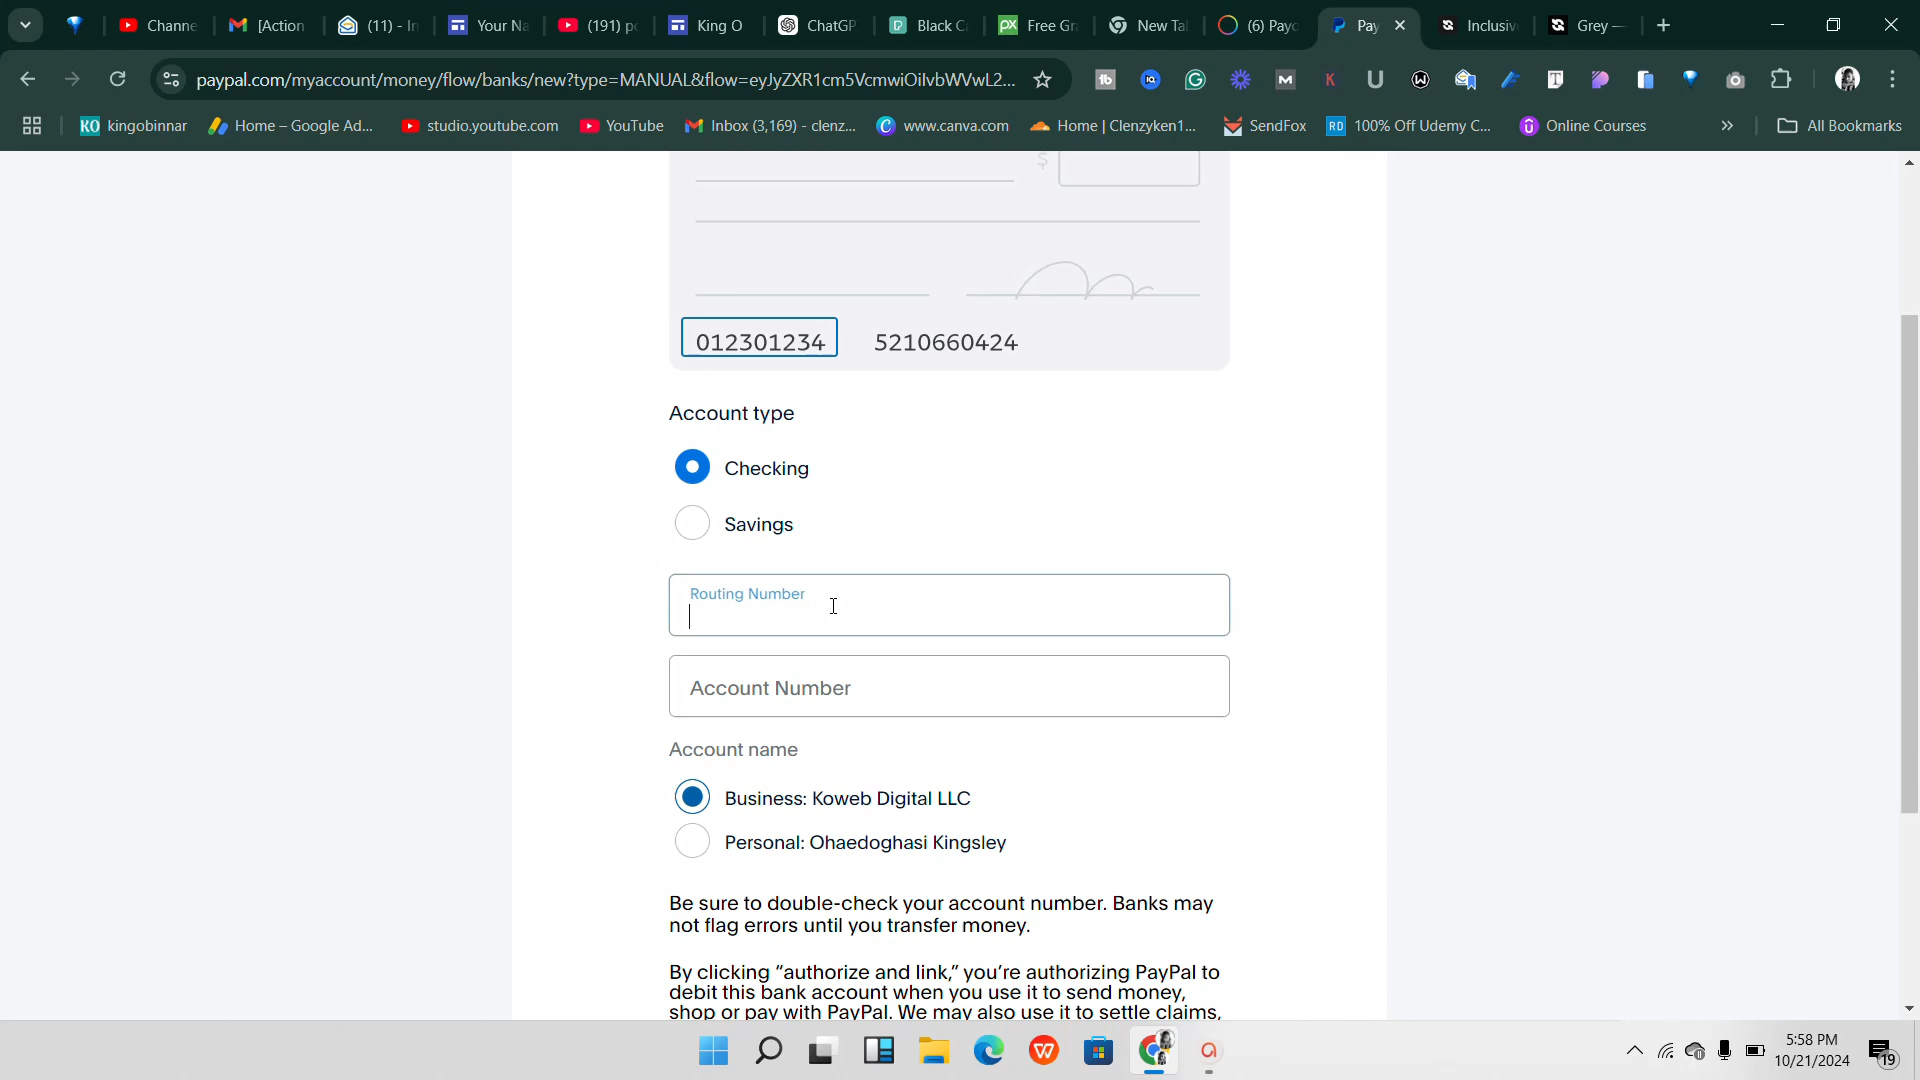 Channe
[Action
(11) - In
Your Na
(191) po
King O
ChatGP
Black Ca
Free Gra
New Tab
(6) Payo
Pay
Inclusiv
Grey —
paypal.com/myaccount/money/flow/banks/new?type=MANUAL&flow=eyJyZXR1cm5VcmwiOiIvbWVwL2...
kingobinnar
Home – Google Ad...
studio.youtube.com
YouTube
Inbox (3,169) - clenz...
www.canva.com
Home | Clenzyken1...
SendFox
100% Off Udemy C...
Online Courses
All Bookmarks
$
012301234 5210660424
Account type
Checking
Savings
Routing Number
Account Number
Account name
Business: Koweb Digital LLC
Personal: Ohaedoghasi Kingsley
Be sure to double-check your account number. Banks may
not flag errors until you transfer money.
By clicking “authorize and link,” you’re authorizing PayPal to
debit this bank account when you use it to send money,
shop or pay with PayPal. We may also use it to settle claims,
5:58 PM
10/21/2024
19